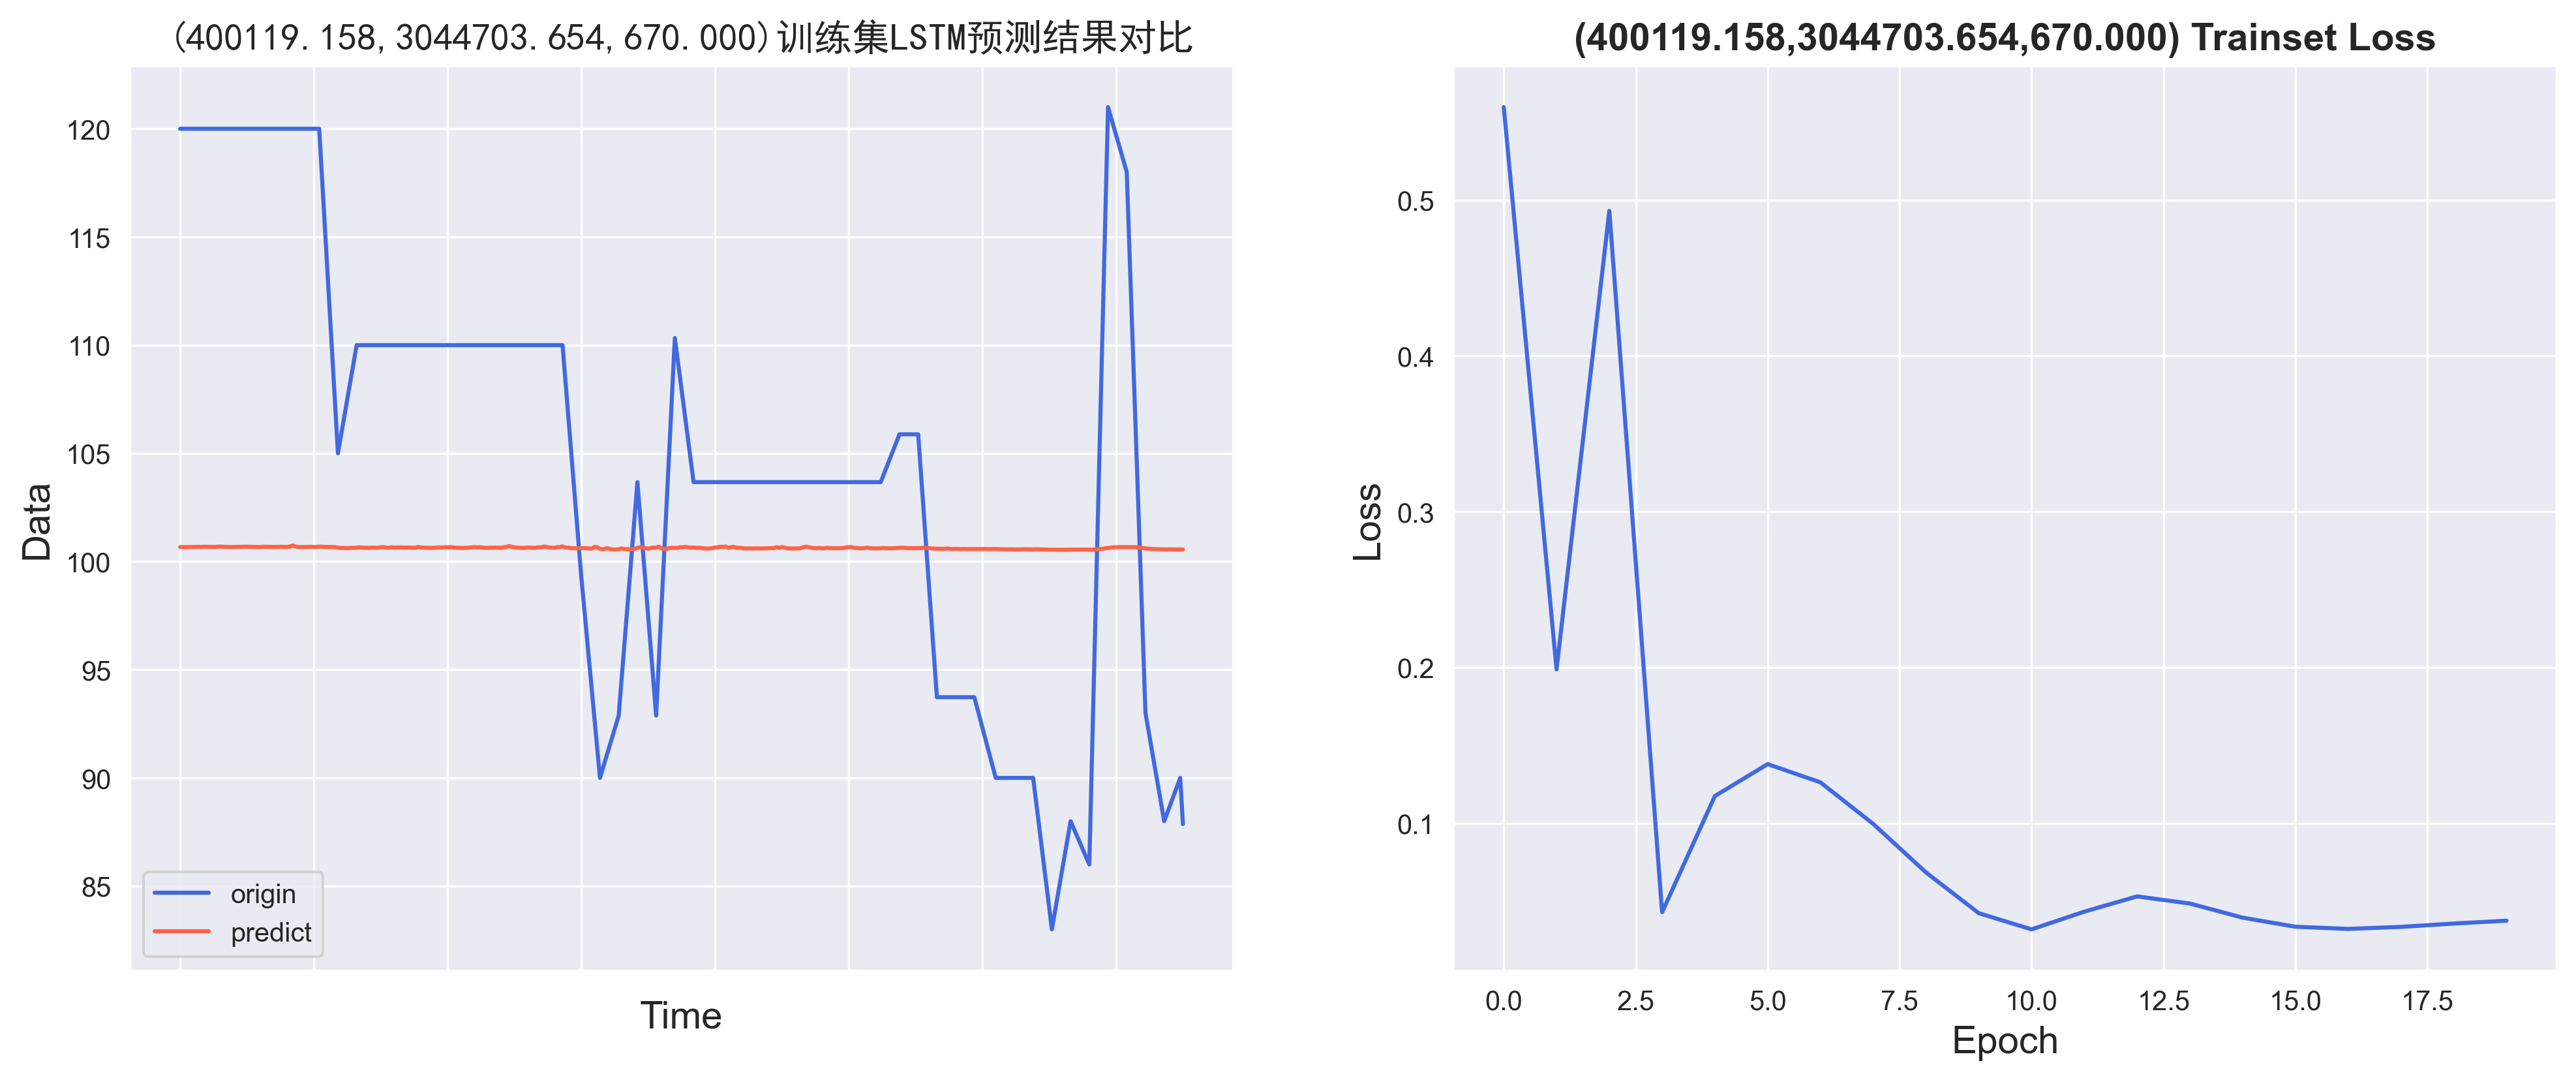 (400119.158,3044703.654,670.000)训练集LSTM预测结果对比
120
115
110
105
100
95
90
85
Data
origin
predict
Time
(400119.158,3044703.654,670.000) Trainset Loss
0.5
0.4
0.3
0.2
0.1
Loss
0.0 2.5 5.0 7.5 10.0 12.5 15.0 17.5
Epoch